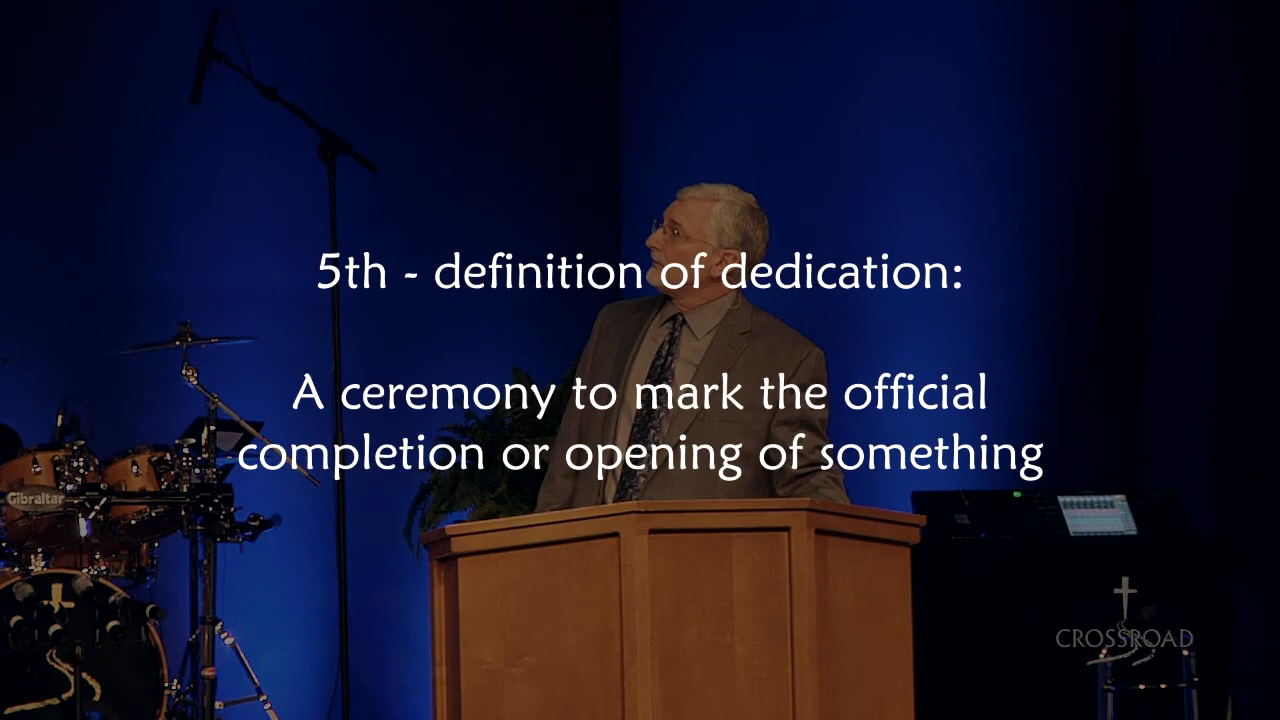 5th - definition of dedication:
A ceremony to mark the official
completion or opening of something
Gibraltar
CROSSROAD